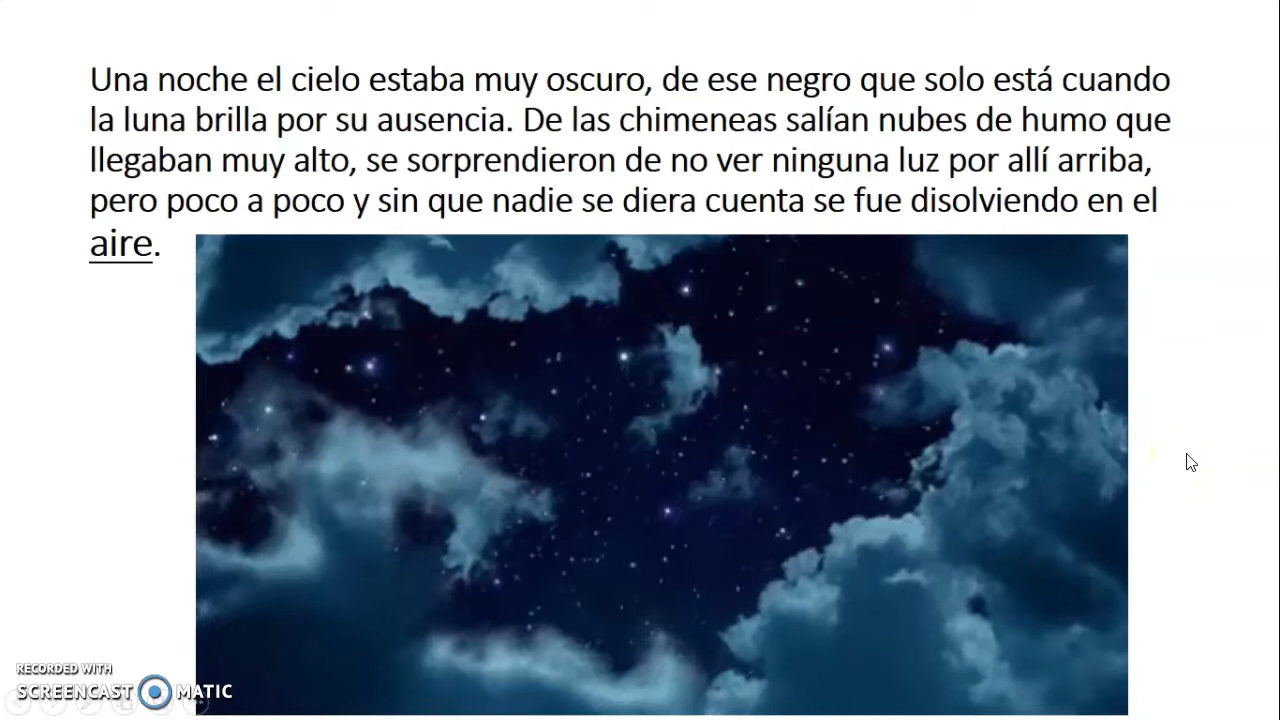 Una noche el cielo estaba muy oscuro, de ese negro que solo está cuando
la luna brilla por su ausencia. De las chimeneas salían nubes de humo que
llegaban muy alto, se sorprendieron de no ver ninguna luz por allí arriba,
pero poco a poco y sin que nadie se diera cuenta se fue disolviendo en el
aire.
RECORDED WITH
SCREENCAST MATIC